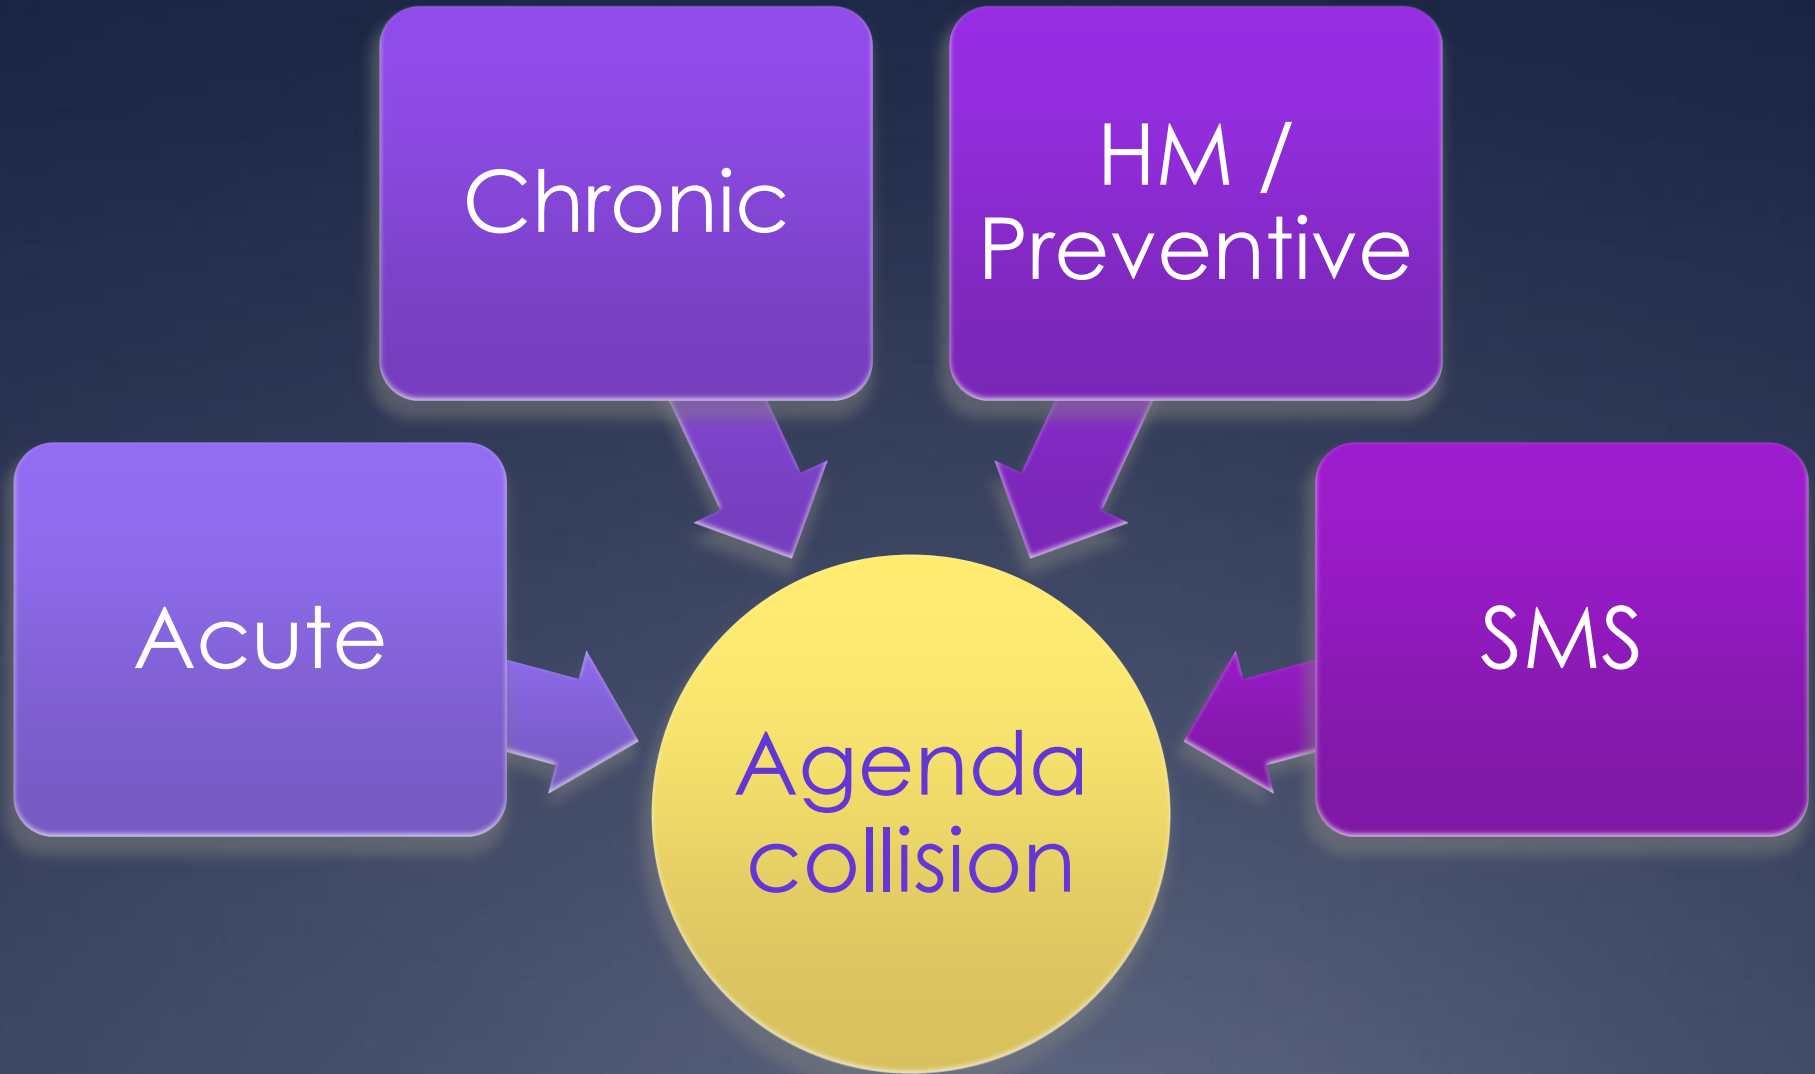 Chronic
HM /
Preventive
Acute
SMS
Agenda
collision